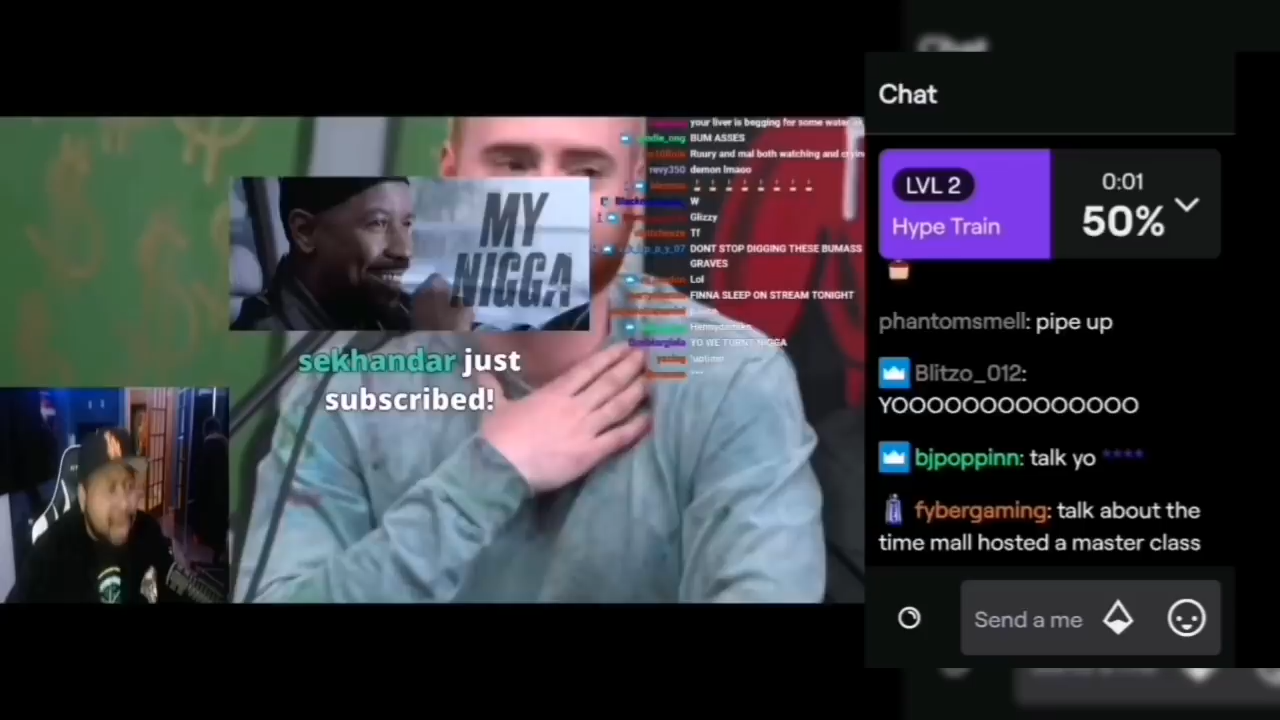 your liver is begging for some water
BUM ASSES
Ruury and mal both watching and crying
revy350 demon lmaoo
W
Glizzy
Tf
DONT STOP DIGGING THESE BUMASS
GRAVES
Lol
FINNA SLEEP ON STREAM TONIGHT
YO WE TURNT NIGGA
MY
NIGGA
sekhandar just
subscribed!
Chat
LVL 2
Hype Train
0:01
50%
phantomsmell: pipe up
Blitzo_012:
YOOOOOOOOOOOOOO
bjpoppinn: talk yo ****
fybergaming: talk about the
time mall hosted a master class
Send a me